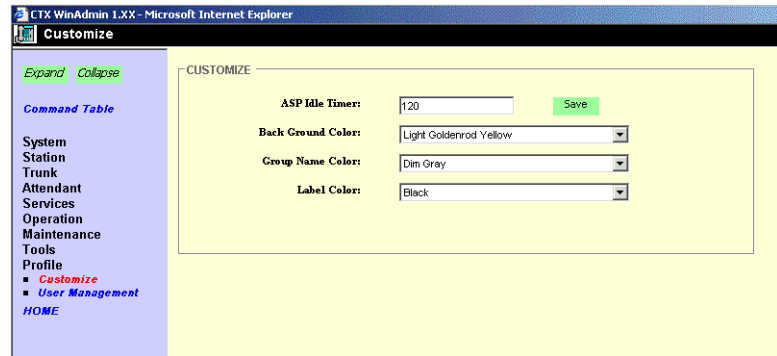 CTX WinAdmin 1.XX - Microsoft Internet Explorer
Customize
Expand Collapse
Command Table
System
Station
Trunk
Attendant
Services
Operation
Maintenance
Tools
Profile
Customize
User Management
HOME
CUSTOMIZE
ASP Idle Timer: 120 Save
Back Ground Color: Light Goldenrod Yellow
Group Name Color: Dim Gray
Label Color: Black